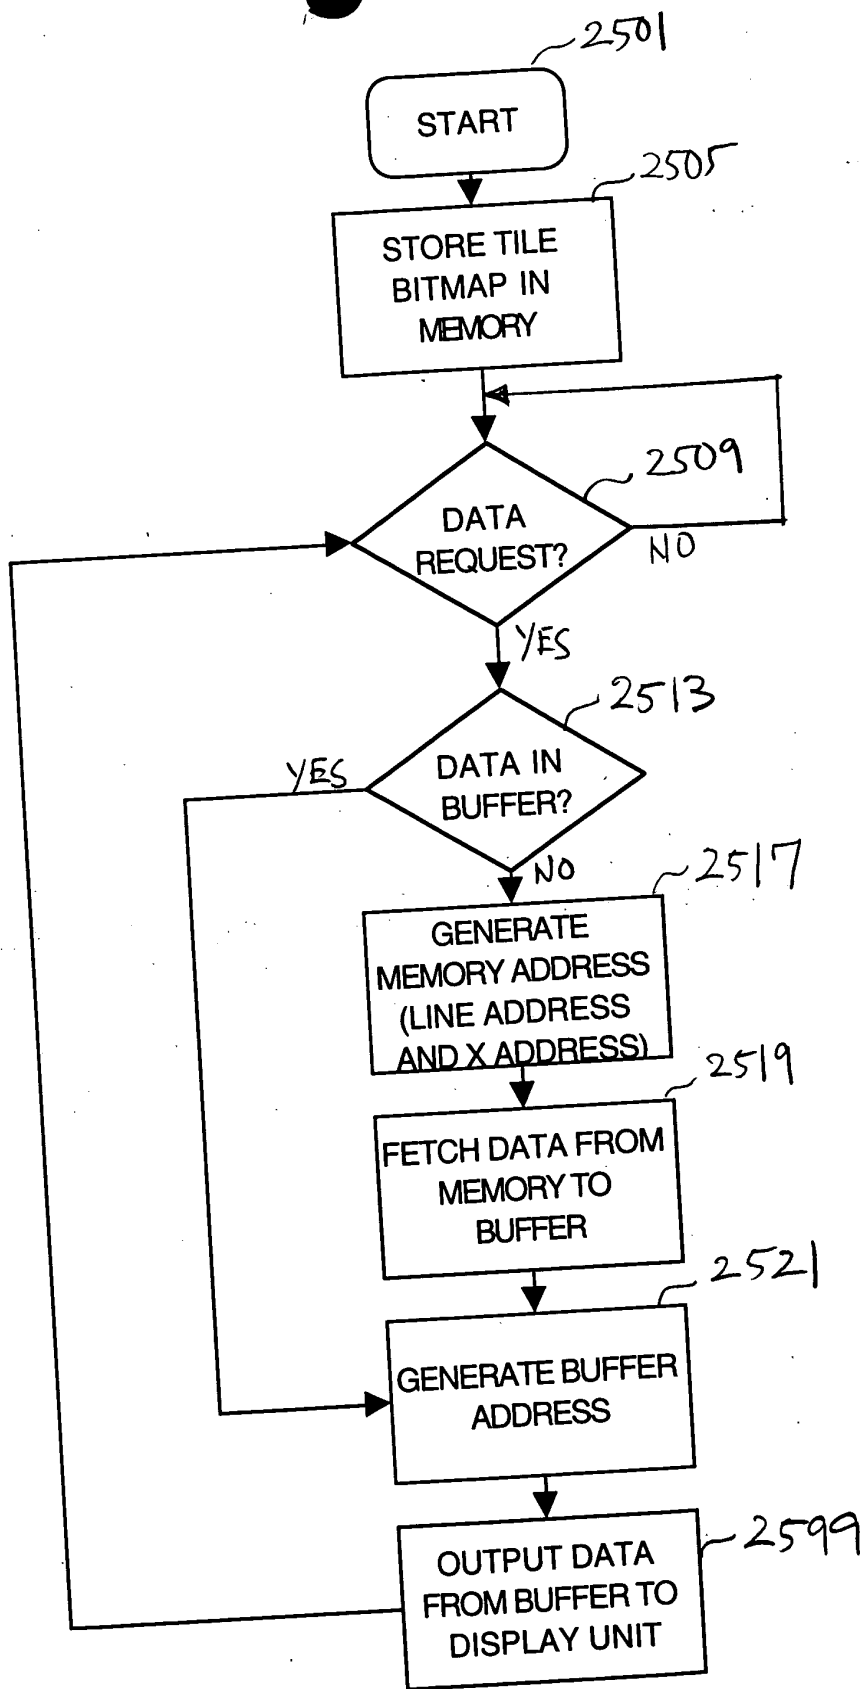 2501
START
2505
STORE TILE
BITMAP IN
MEMORY
2509
DATA
REQUEST?
NO
YES
2513
YES
DATA IN
BUFFER?
NO
2517
GENERATE
MEMORY ADDRESS
(LINE ADDRESS
AND X ADDRESS)
2519
FETCH DATA FROM
MEMORY TO
BUFFER
2521
GENERATE BUFFER
ADDRESS
2599
OUTPUT DATA
FROM BUFFER TO
DISPLAY UNIT